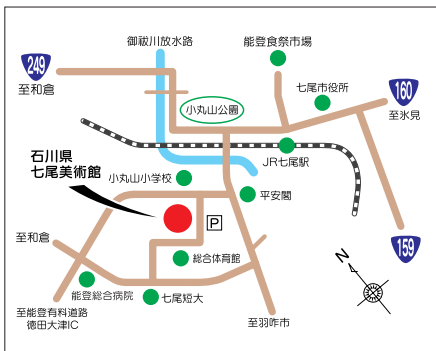 御祓川放水路
能登食祭市場
249
七尾市役所
160
至和倉
小丸山公園
至氷見
石川県
七尾美術館
JR七尾駅
小丸山小学校
平安閣
P
至和倉
総合体育館
159
N
能登総合病院
七尾短大
至能登有料道路
徳田大津IC
至羽咋市